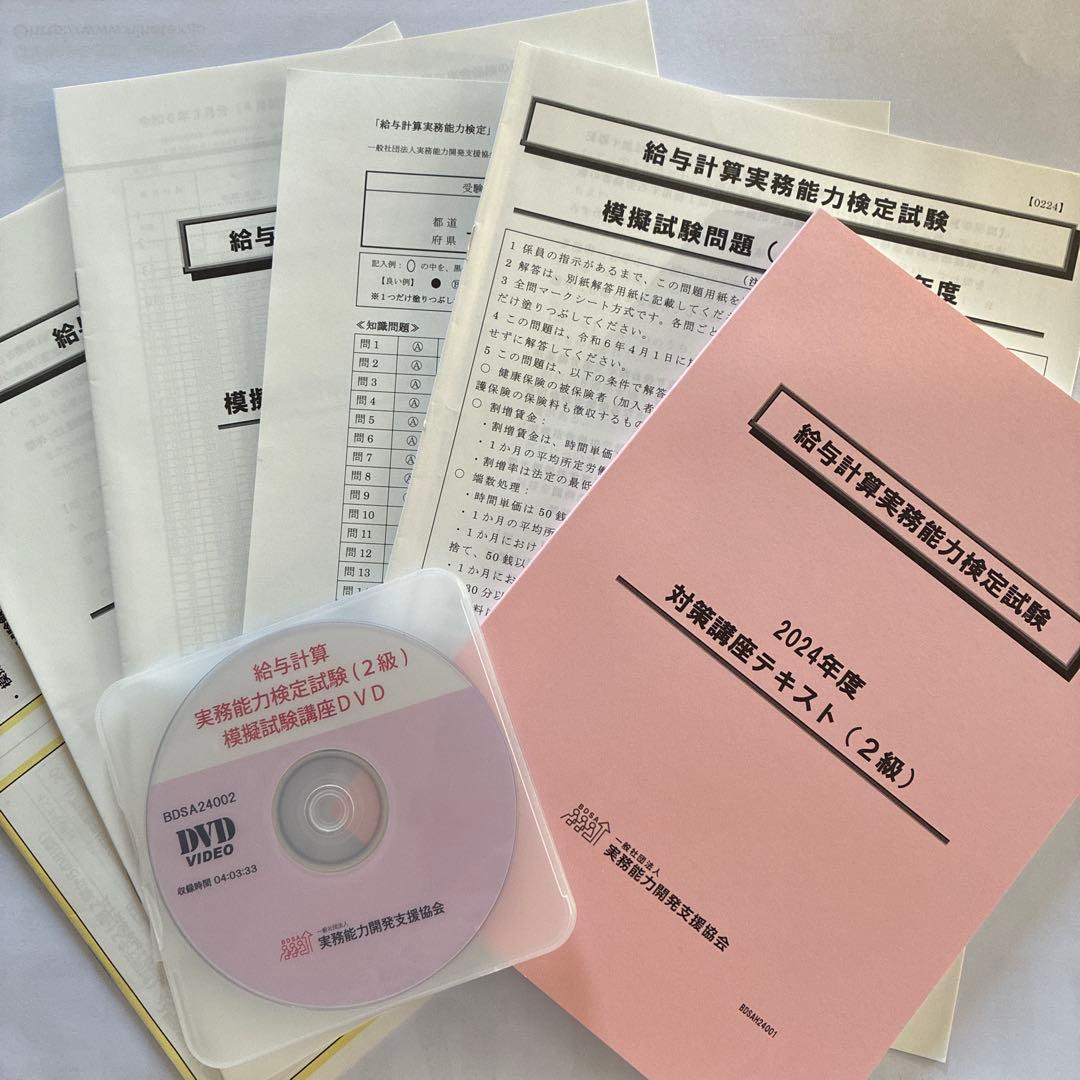 給与
給与
模擬
「給与計算実務能力検定」
一般社団法人実務能力開発支援協会
受験
都道
府県
記入例:
の中を、黒
【良い例】 ●
※1つだけ塗りつぶし
≪知識問題≫
問1 Ⓐ
問2 Ⓐ
問3 Ⓐ
問4 Ⓐ
問5 Ⓐ
問6 Ⓐ
問7 Ⓐ
問8 Ⓐ
問9
問10
問11
問12
問13
給与計算実務能力検定試験
【0224】
模擬試験問題(
年度
1 係員の指示があるまで、この問題用紙を
2 解答は、別紙解答用紙に記載してくださ
3 全問マークシート方式です。各問ごと
だけ塗りつぶしてください。
4 この問題は、令和6年4月1日に
せずに解答してください。
5 この問題は、以下の条件で解答
○ 健康保険の被保険者(加入者
護保険の保険料も徴収するもの
○ 割増賃金:
・割増賃金は、時間単価
・1か月の平均所定労働
・割増率は法定の最低
○ 端数処理:
・時間単価は50銭
・1か月の平均所
・1か月におけ
捨て、50銭以
・1か月にお
30分以
給与計算実務能力検定試験
2024年度
対策講座テキスト(2級)
BDSA
一般社団法人
実務能力開発支援協会
BDSAH24001
給与計算
実務能力検定試験(2級)
模擬試験講座DVD
BDSA24002
DVD
VIDEO
収録時間 04:03:33
BDSA
一般社団法人
実務能力開発支援協会